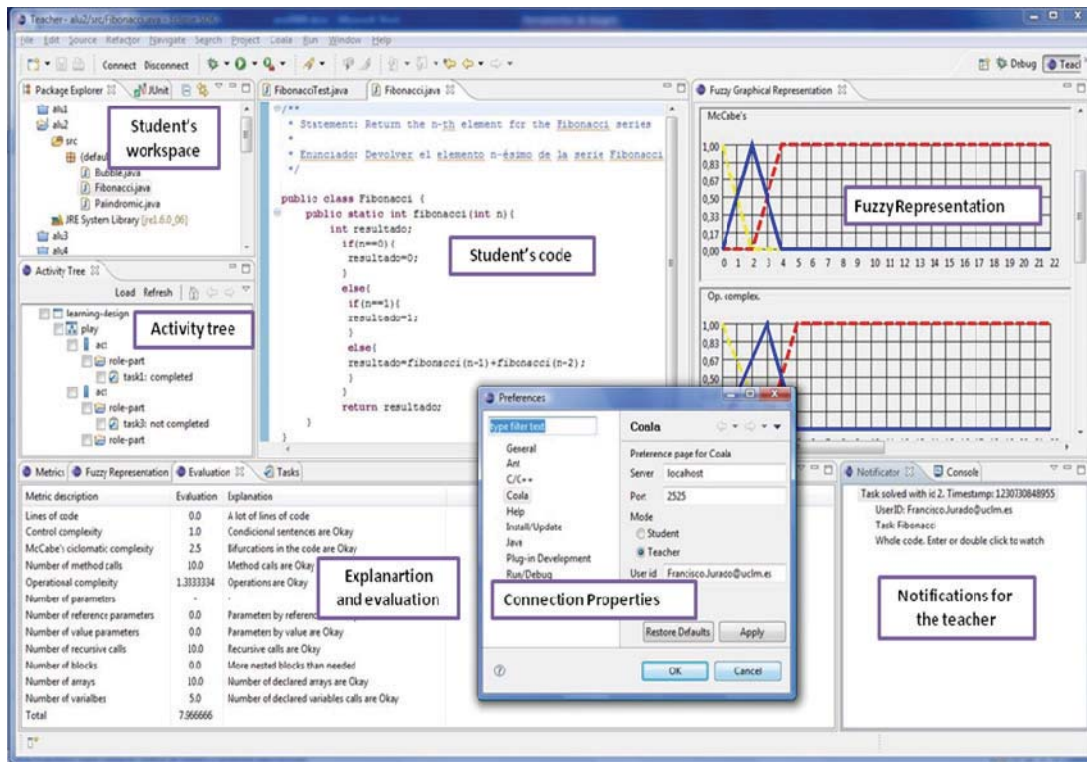 Teacher - alu2/src/Fibonacci.java - Eclipse SDK
File Edit Source Refactor Navigate Search Project Coala Run Window Help
Connect Disconnect
Debug Teacl
Package Explorer JUnit
alu1
alu2
src
(defau
Bubble.java
Fibonacci.java
Paindromic.java
JRE System Library [jre1.6.0_06]
alu3
alu4
Student's
workspace
Activity Tree
Load Refresh
learning-design
play
act
role-part
task1: completed
act
role-part
task3: not completed
role-part
Activity tree
FibonacciTest.java Fibonacci.java
/**
* Statement: Return the n-th element for the Fibonacci series
*
* Enunciado: Devolver el elemento n-ésimo de la serie Fibonacci
*/
public class Fibonacci {
public static int fibonacci(int n){
int resultado;
if(n==0){
resultado=0;
}
else{
if(n==1){
resultado=1;
}
else{
resultado=fibonacci(n-1)+fibonacci(n-2);
}
}
return resultado;
}
}
Student's code
Fuzzy Graphical Representation
McCabe's
1,00
0,83
0,67
0,50
0,33
0,17
0,00
0 1 2 3 4 5 6 7 8 9 10 11 12 13 14 15 16 17 18 19 20 21 22
Fuzzy Representation
Op. complex.
1,00
0,83
0,67
0,50
Metrics Fuzzy Representation Evaluation Tasks
Metric description Evaluation Explanation
Lines of code 0.0 A lot of lines of code
Control complexity 1.0 Condicional sentences are Okay
McCabe's ciclomatic complexity 2.5 Bifurcations in the code are Okay
Number of method calls 10.0 Method calls are Okay
Operational complexity 1.3333334 Operations are Okay
Number of parameters - -
Number of reference parameters 0.0 Parameters by referenc
Number of value parameters 0.0 Parameters by value are Okay
Number of recursive calls 10.0 Recursive calls are Okay
Number of blocks 0.0 More nested blocks than needed
Number of arrays 10.0 Number of declared arrays are Okay
Number of varialbes 5.0 Number of declared variables calls are Okay
Total 7.966666
Explanartion
and evaluation
Preferences
type filter text
General
Ant
C/C++
Coala
Help
Install/Update
Java
Plug-in Development
Run/Debug
Coala
Preference page for Coala
Server localhost
Port 2525
Mode
Student
Teacher
User id Francisco.Jurado@uclm.es
Connection Properties
Restore Defaults Apply
OK Cancel
Notificator Console
Task solved with id 2. Timestamp: 1230730848955
UserID: Francisco.Jurado@uclm.es
Task: Fibonacci
Whole code. Enter or double click to watch
Notifications for
the teacher